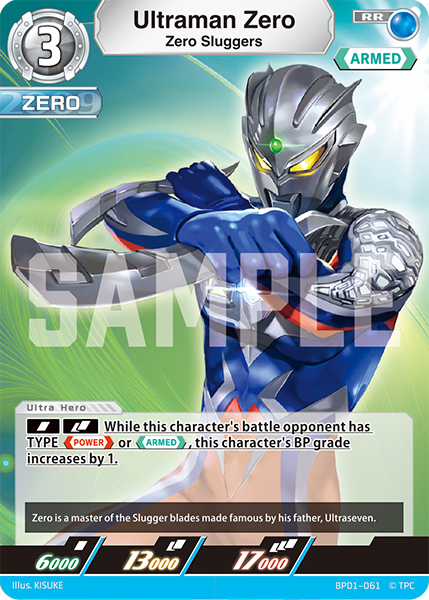 Ultraman Zero
Zero Sluggers
RR
3
ARMED
ZERO
SAMPLE
Ultra Hero
While this character's battle opponent has
TYPE POWER or ARMED, this character's BP grade
increases by 1.
Zero is a master of the Slugger blades made famous by his father, Ultraseven.
6000 13000 17000
Illus. KISUKE BP01-061 © TPC